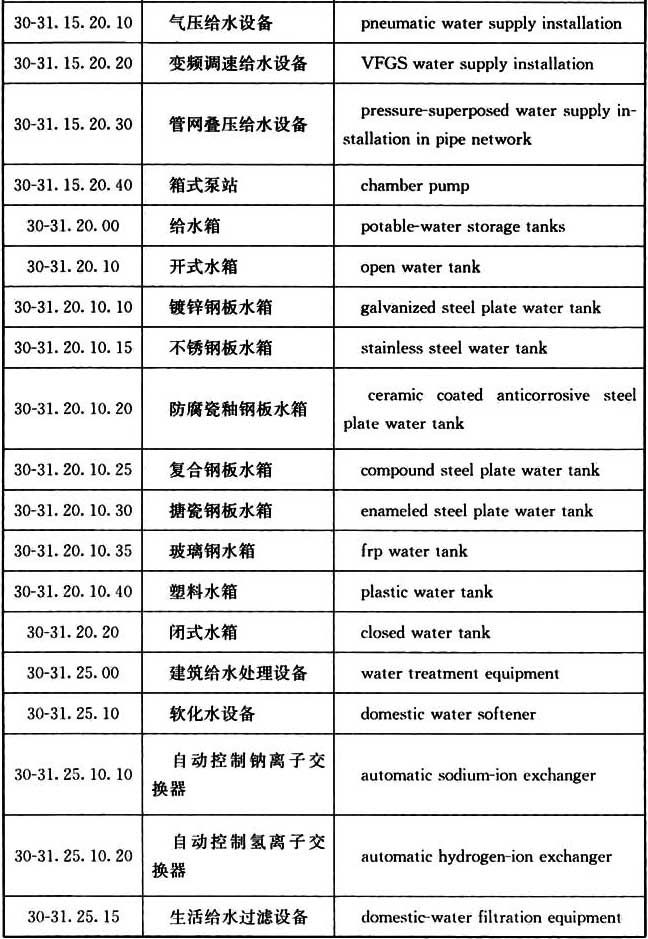 30-31.15.20.10 气压给水设备 pneumatic water supply installation
30-31.15.20.20 变频调速给水设备 VFGS water supply installation
30-31.15.20.30 管网叠压给水设备 pressure-superposed water supply in-
stallation in pipe network
30-31.15.20.40 箱式泵站 chamber pump
30-31.20.00 给水箱 potable-water storage tanks
30-31.20.10 开式水箱 open water tank
30-31.20.10.10 镀锌钢板水箱 galvanized steel plate water tank
30-31.20.10.15 不锈钢板水箱 stainless steel water tank
30-31.20.10.20 防腐瓷釉钢板水箱 ceramic coated anticorrosive steel
plate water tank
30-31.20.10.25 复合钢板水箱 compound steel plate water tank
30-31.20.10.30 搪瓷钢板水箱 enameled steel plate water tank
30-31.20.10.35 玻璃钢水箱 frp water tank
30-31.20.10.40 塑料水箱 plastic water tank
30-31.20.20 闭式水箱 closed water tank
30-31.25.00 建筑给水处理设备 water treatment equipment
30-31.25.10 软化水设备 domestic water softener
30-31.25.10.10 自动控制钠离子交
换器 automatic sodium-ion exchanger
30-31.25.10.20 自动控制氢离子交
换器 automatic hydrogen-ion exchanger
30-31.25.15 生活给水过滤设备 domestic-water filtration equipment